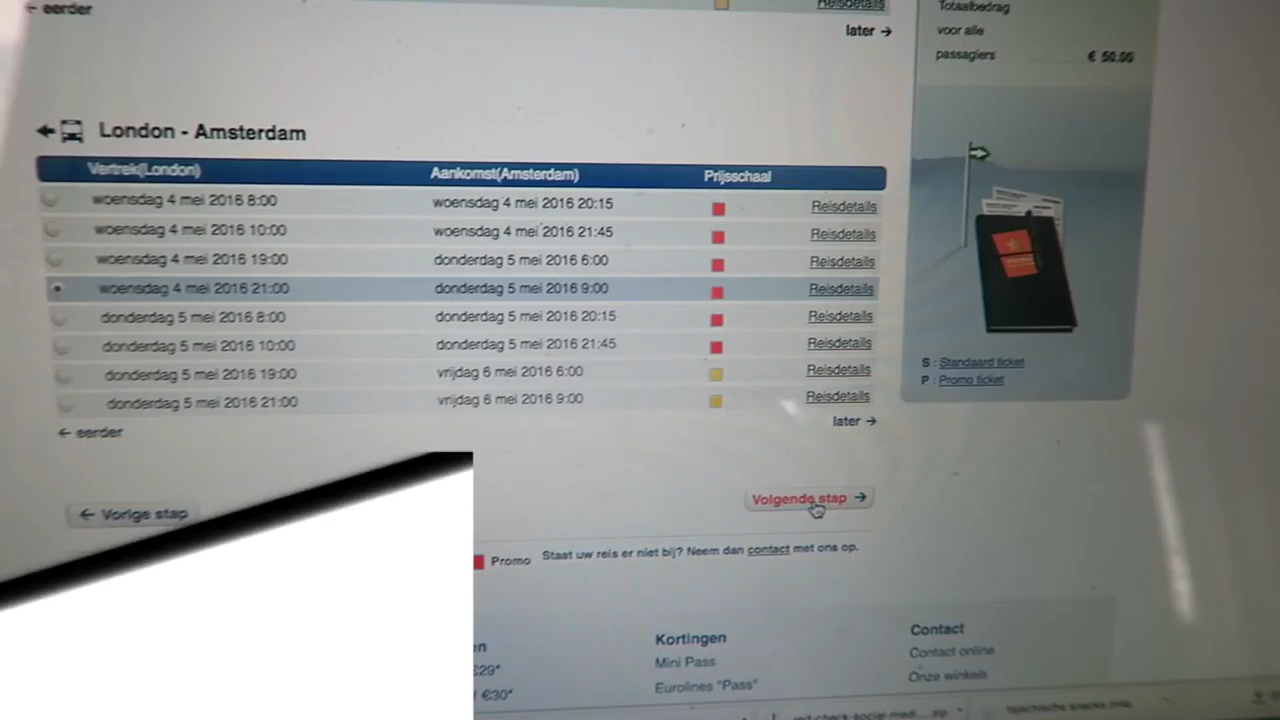 ← eerder
Reisdetails
later →
Totaalbedrag
voor alle
passagiers € 50.00
London - Amsterdam
Vertrek(London) Aankomst(Amsterdam) Prijsschaal
woensdag 4 mei 2016 8:00 woensdag 4 mei 2016 20:15 Reisdetails
woensdag 4 mei 2016 10:00 woensdag 4 mei 2016 21:45 Reisdetails
woensdag 4 mei 2016 19:00 donderdag 5 mei 2016 6:00 Reisdetails
woensdag 4 mei 2016 21:00 donderdag 5 mei 2016 9:00 Reisdetails
donderdag 5 mei 2016 8:00 donderdag 5 mei 2016 20:15 Reisdetails
donderdag 5 mei 2016 10:00 donderdag 5 mei 2016 21:45 Reisdetails
donderdag 5 mei 2016 19:00 vrijdag 6 mei 2016 6:00 Reisdetails
donderdag 5 mei 2016 21:00 vrijdag 6 mei 2016 9:00 Reisdetails
← eerder later →
S : Standaard ticket
P : Promo ticket
← Vorige stap Volgende stap →
Promo Staat uw reis er niet bij? Neem dan contact met ons op.
en Kortingen Contact
€29* Mini Pass Contact online
€30* Eurolines "Pass" Onze winkels